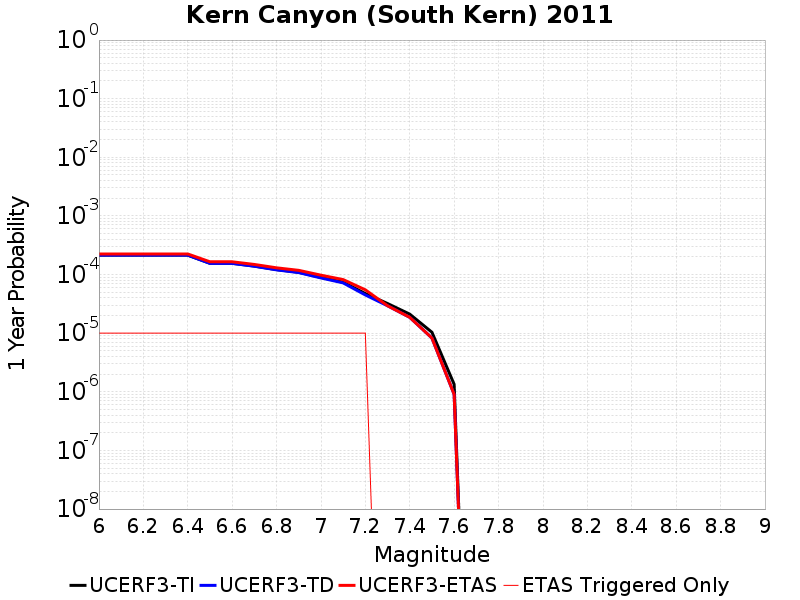 Kern Canyon (South Kern) 2011
10^0
10^-1
10^-2
10^-3
10^-4
10^-5
10^-6
10^-7
10^-8
1 Year Probability
6 6.2 6.4 6.6 6.8 7 7.2 7.4 7.6 7.8 8 8.2 8.4 8.6 8.8 9
Magnitude
UCERF3-TI UCERF3-TD UCERF3-ETAS ETAS Triggered Only